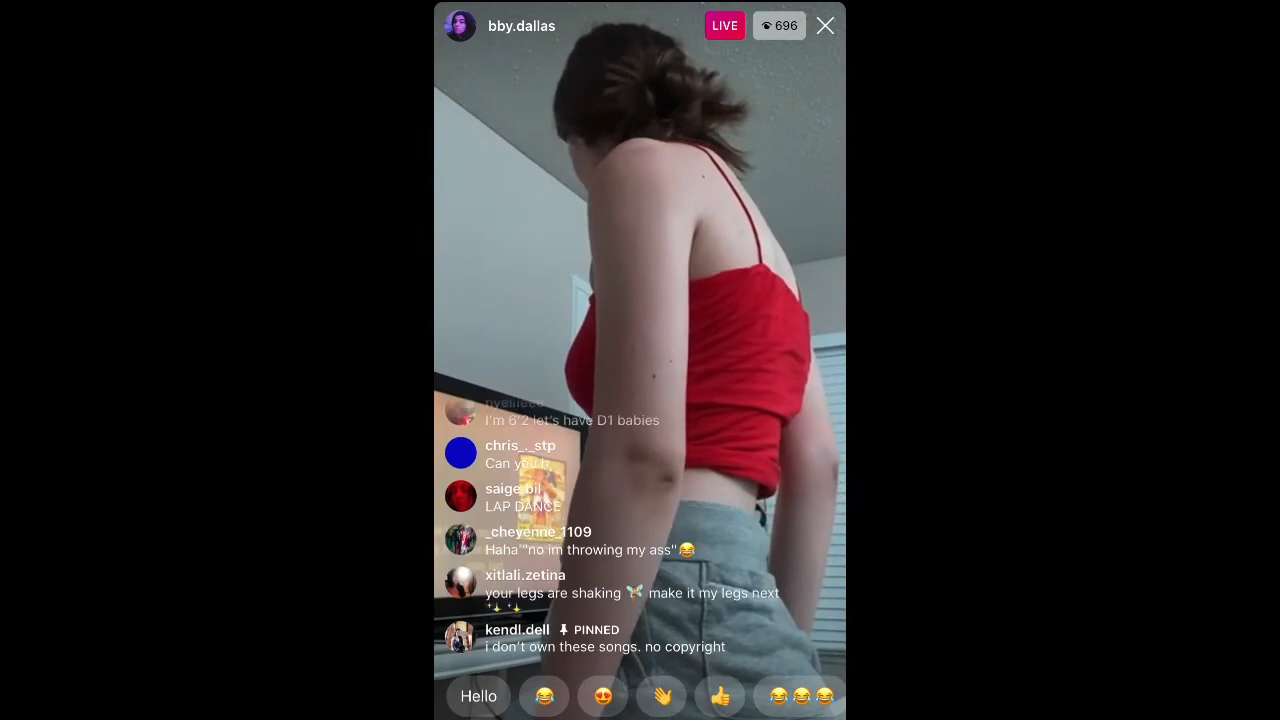 bby.dallas
LIVE
696
I'm 6'2 let's have D1 babies
chris_._stp
Can you
saige.bil
LAP DANCE
_cheyenne_1109
Haha "no im throwing my ass"😂
xitlali.zetina
your legs are shaking 🧚 make it my legs next
✨ ✨
kendl.dell 📌 PINNED
i don't own these songs. no copyright
Hello 😂 😍 👋 👍 😂😂😂